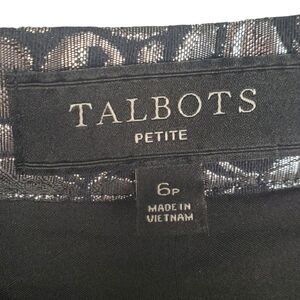 TALBOTS
PETITE
6P
MADE IN
VIETNAM